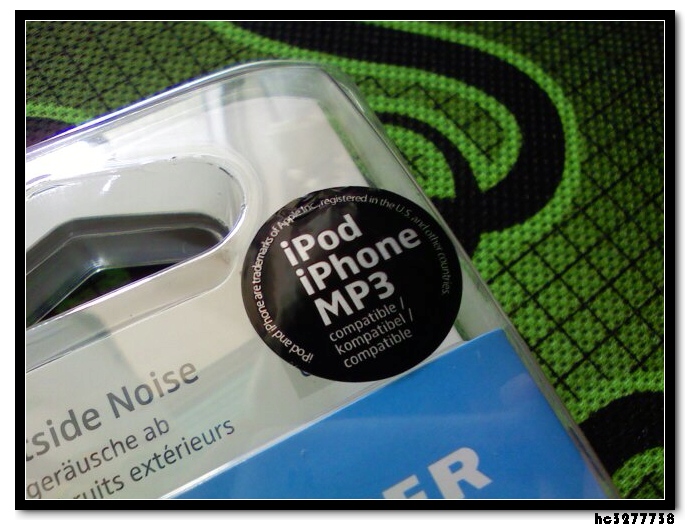 iPod and iPhone are trademarks of Apple Inc., registered in the U.S. and other countries.
iPod
iPhone
MP3
compatible /
kompatibel /
compatible
tside Noise
geräusche ab
ruits extérieurs
ER
hc3277738